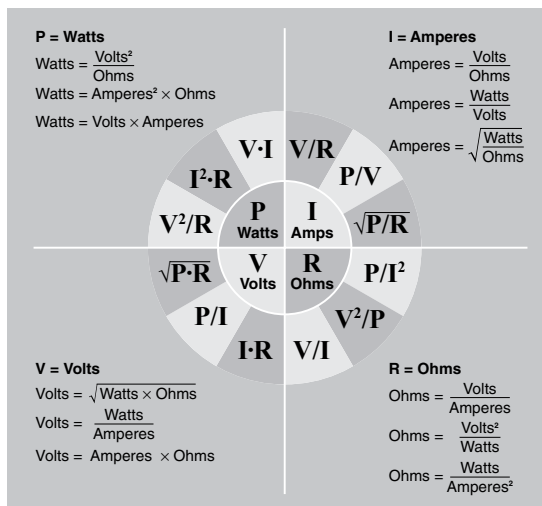 P = Watts
Watts = Volts²
Ohms
Watts = Amperes² × Ohms
Watts = Volts × Amperes
I = Amperes
Amperes = Volts
Ohms
Amperes = Watts
Volts
Amperes = √Watts
Ohms
V·I
V/R
I²·R
P/V
V²/R
√P/R
P
Watts
I
Amps
V
Volts
R
Ohms
√P·R
P/I²
P/I
V²/P
I·R
V/I
V = Volts
Volts = √Watts × Ohms
Volts = Watts
Amperes
Volts = Amperes × Ohms
R = Ohms
Ohms = Volts
Amperes
Ohms = Volts²
Watts
Ohms = Watts
Amperes²